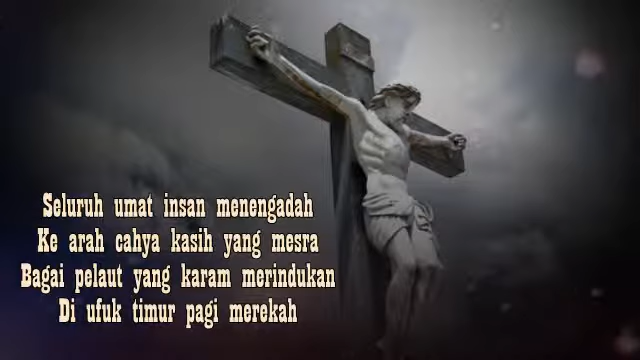 Seluruh umat insan menengadah
Ke arah cahya kasih yang mesra
Bagai pelaut yang karam merindukan
Di ufuk timur pagi merekah